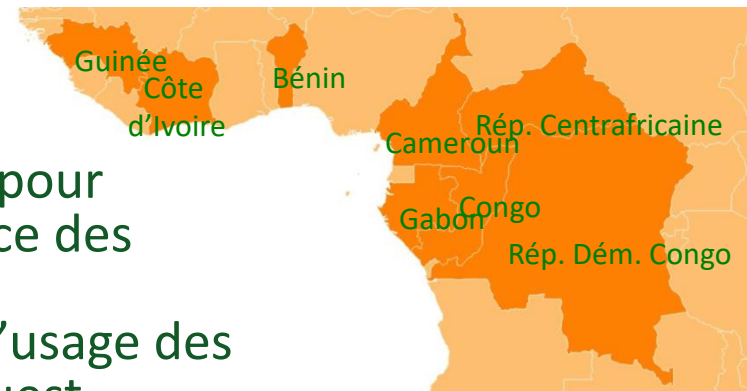 Guinée
Côte
d’Ivoire
Bénin
Rép. Centrafricaine
Cameroun
Congo
Gabon
Rép. Dém. Congo
pour
ce des
’usage des